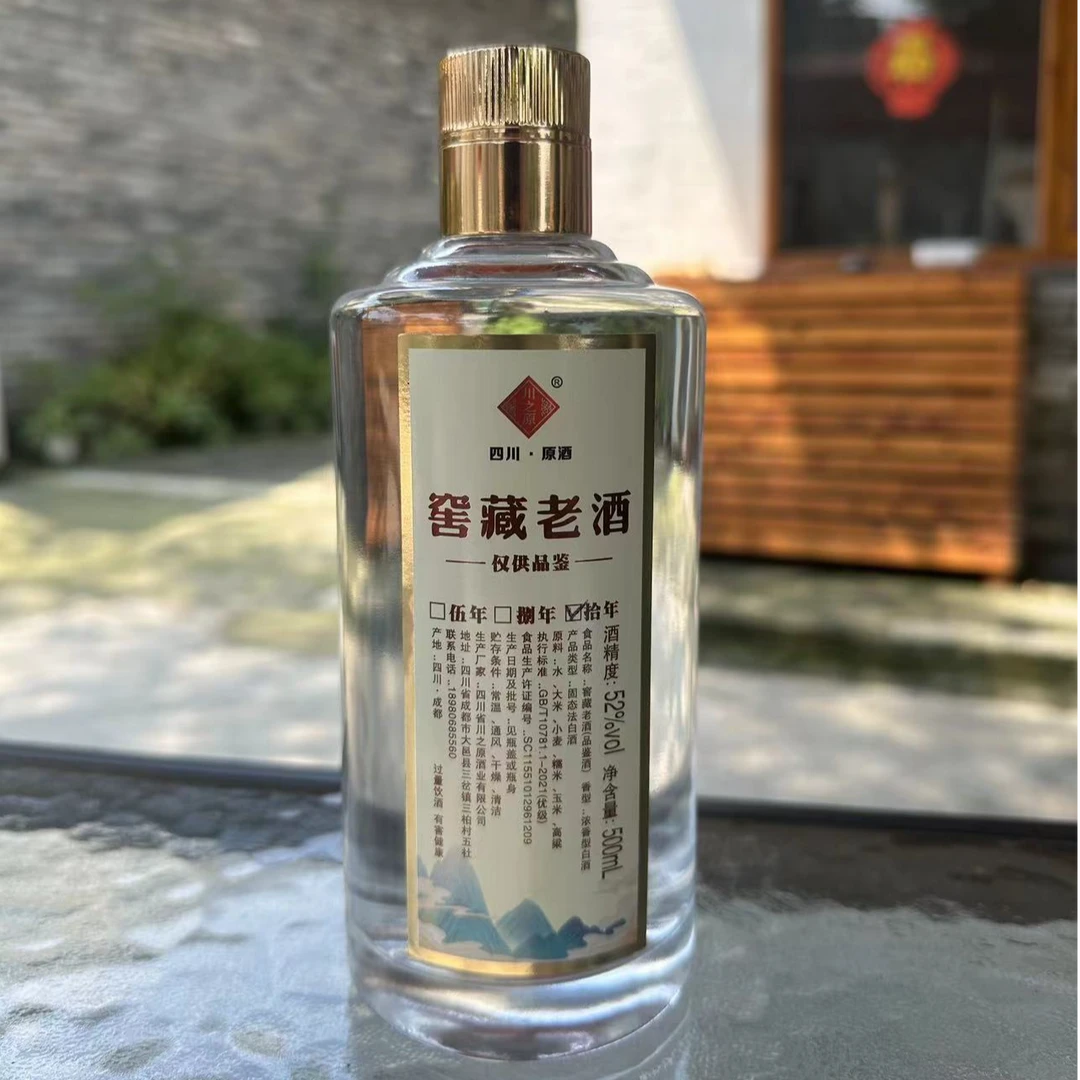 川之原
®
四川·原酒
窖藏老酒
仅供品鉴
伍年 捌年 拾年
酒精度:52%vol 净含量:500mL
食品名称:窖藏老酒(品鉴酒) 香型:浓香型白酒
产品类型:固态法白酒
原料:水、大米、小麦、糯米、玉米、高粱
执行标准:GB/T10781.1-2021(优级)
食品生产许证编号:SC11551012961209
生产日期及批号:见瓶盖或瓶身
贮存条件:常温、通风、干燥、清洁
生产厂家:四川省川之原酒业有限公司
地址:四川省成都市大邑县三岔镇三柏村五社
联系电话:18980685560
产地:四川·成都 过量饮酒 有害健康